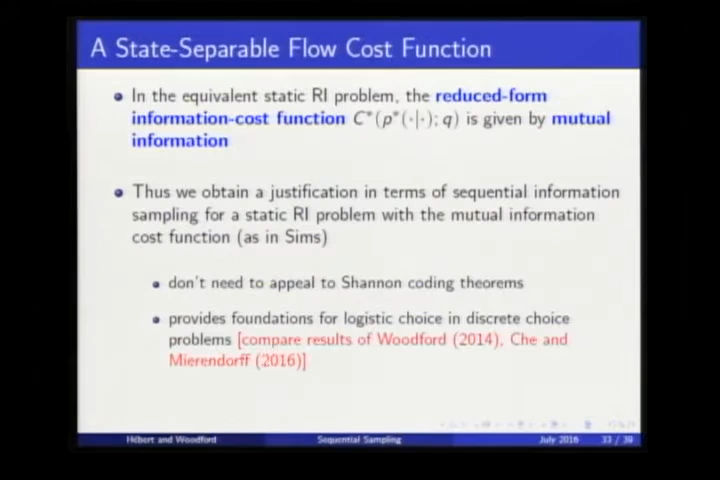 A State-Separable Flow Cost Function
In the equivalent static RI problem, the reduced-form
information-cost function C*(p*(·|·); q) is given by mutual
information
Thus we obtain a justification in terms of sequential information
sampling for a static RI problem with the mutual information
cost function (as in Sims)
don't need to appeal to Shannon coding theorems
provides foundations for logistic choice in discrete choice
problems [compare results of Woodford (2014), Che and
Mierendorff (2016)]
Hébert and Woodford Sequential Sampling July 2016 33 / 39